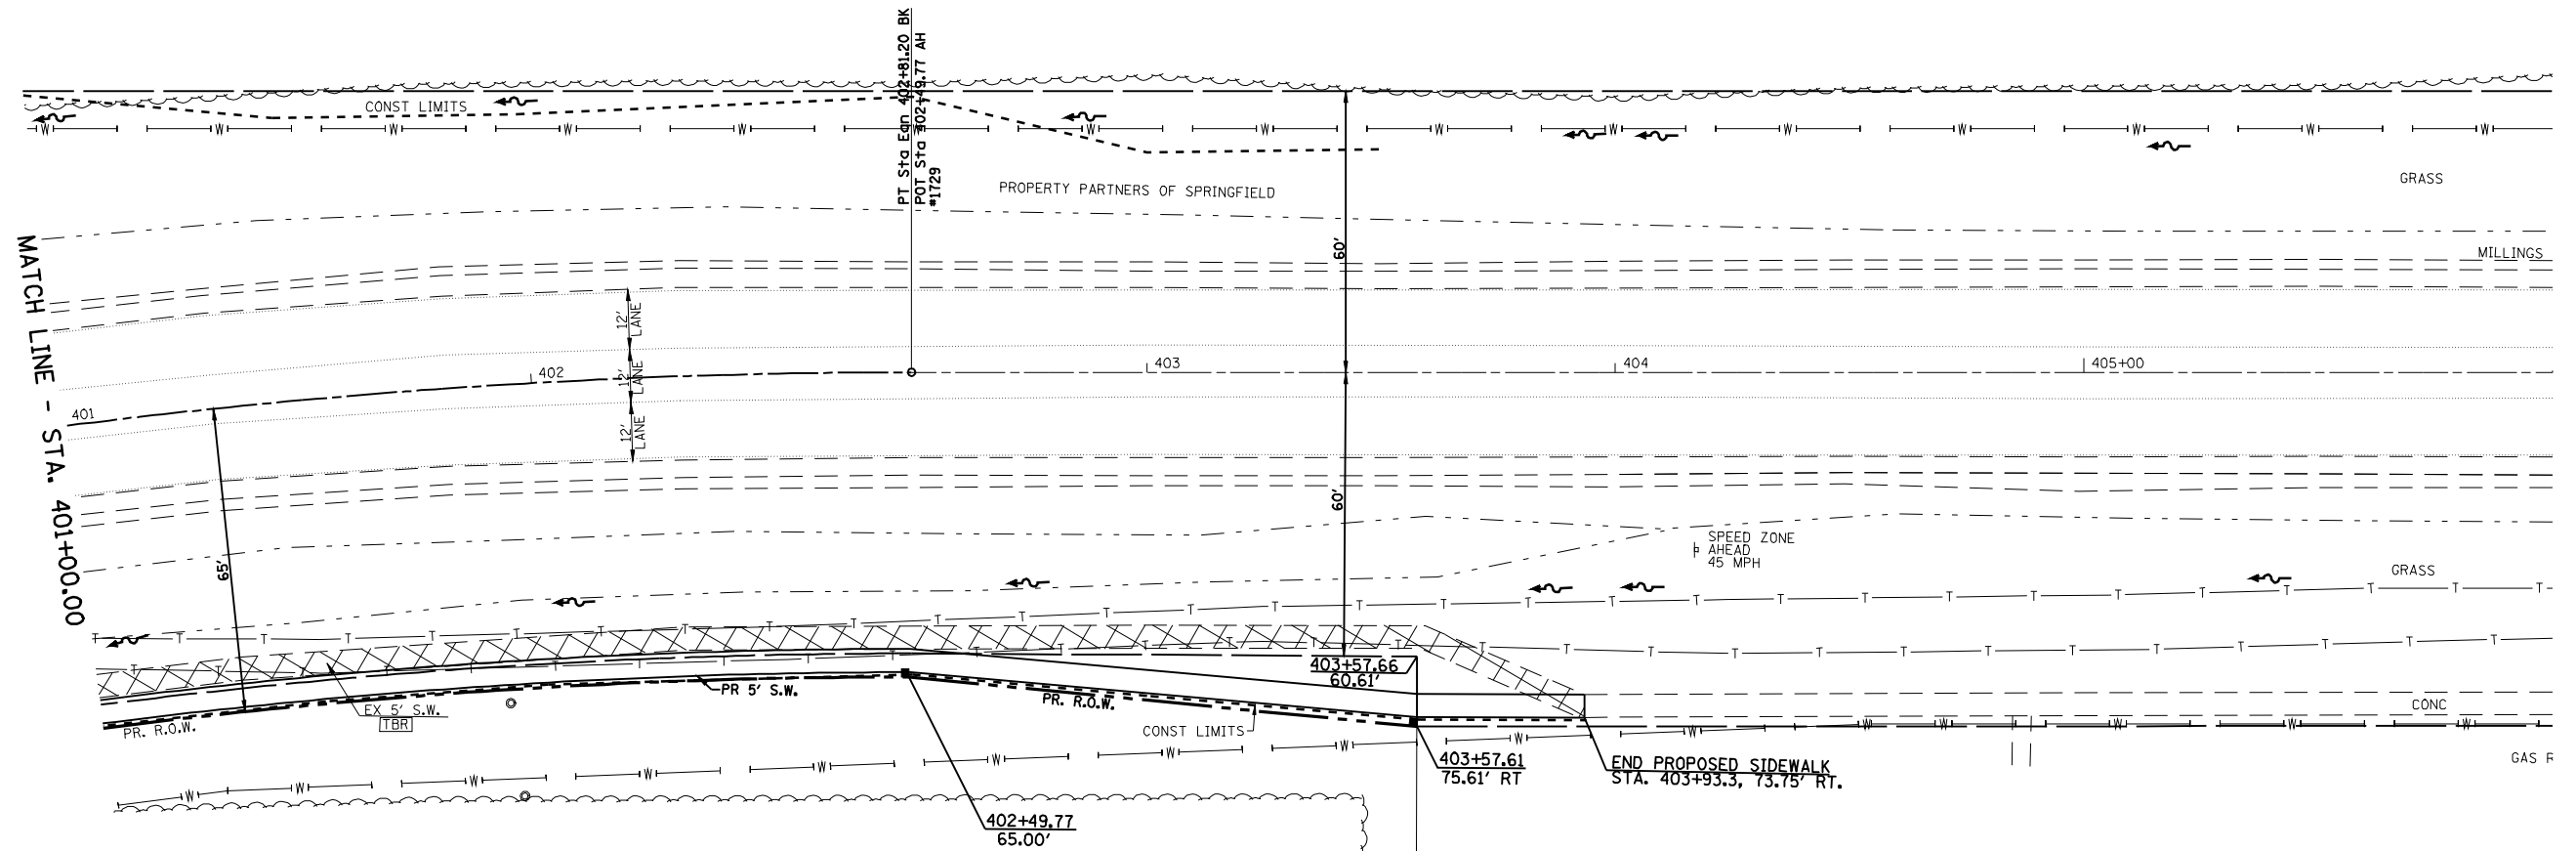 PT Sta Eqn 402+81.20 BK
POT Sta 402+49.77 AH
#1729
CONST LIMITS
W W W W W W W W W W W W W W W
PROPERTY PARTNERS OF SPRINGFIELD
GRASS
MILLINGS
MATCH LINE - STA. 401+00.00
60'
12'
LANE
12'
LANE
12'
LANE
401
402
403
404
405+00
65'
60'
SPEED ZONE
AHEAD
45 MPH
GRASS
T T T T T T T T T T T T T T T T T T
T T T T T T T T T T T T T T T T T T T T T T T T T T T T T
403+57.66
60.61'
PR 5' S.W.
EX 5' S.W.
TBR
PR. R.O.W.
PR. R.O.W.
CONST LIMITS
CONC
W W W W W W W W W W W W W W
403+57.61
75.61' RT
END PROPOSED SIDEWALK
STA. 403+93.3, 73.75' RT.
GAS R
402+49.77
65.00'